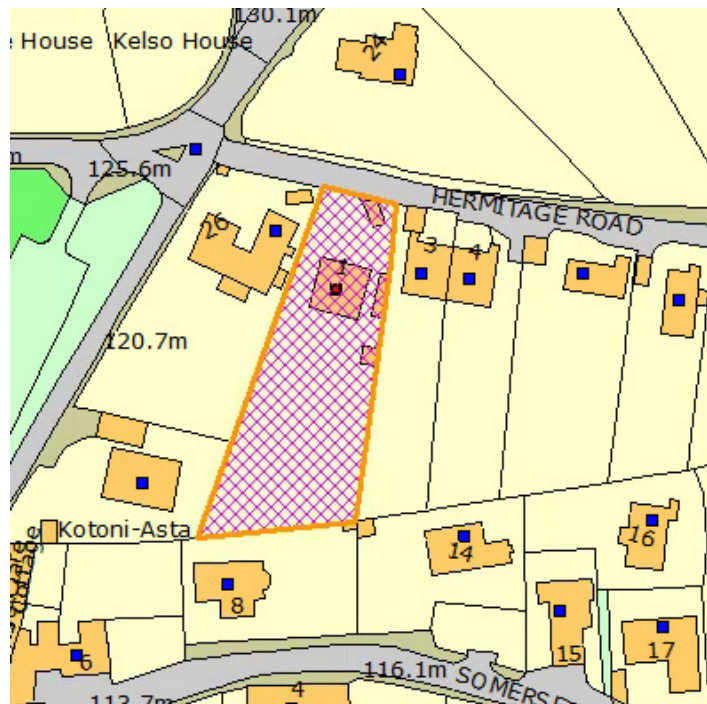 130.1m
e House Kelso House
24
m
125.6m
HERMITAGE ROAD
26
3
4
1
120.7m
Kotoni-Asta
14
16
8
6
15
17
116.1m
SOMERS
113.7m
4